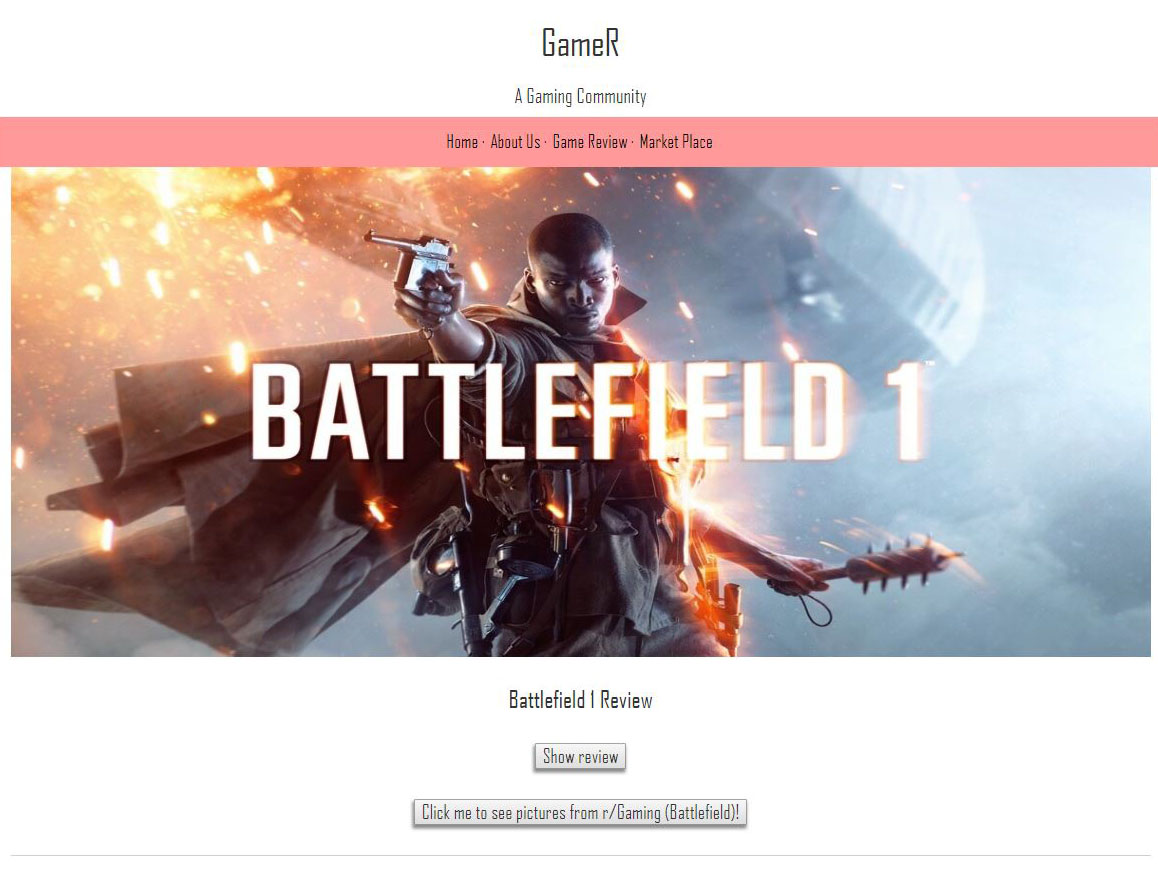 GameR
A Gaming Community
Home · About Us · Game Review · Market Place
BATTLEFIELD 1™
Battlefield 1 Review
Show review
Click me to see pictures from r/Gaming (Battlefield)!